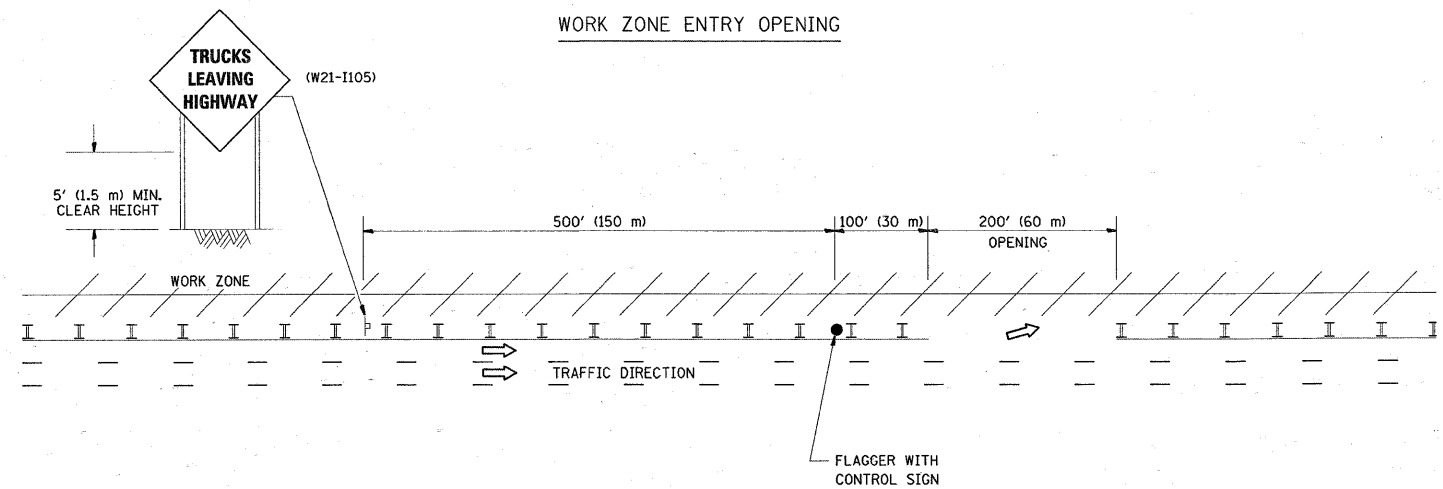 WORK ZONE ENTRY OPENING
TRUCKS
LEAVING
HIGHWAY
(W21-I105)
5' (1.5 m) MIN.
CLEAR HEIGHT
500' (150 m)
100' (30 m)
200' (60 m)
OPENING
WORK ZONE
TRAFFIC DIRECTION
FLAGGER WITH
CONTROL SIGN